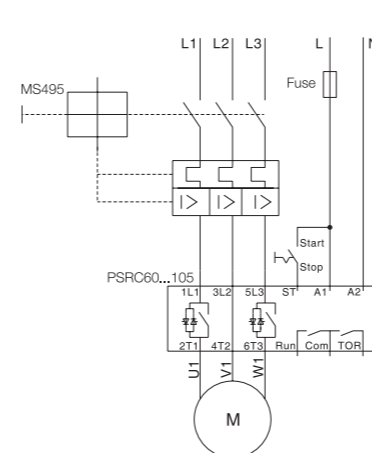 L1 L2 L3 L N
Fuse
MS495
I> I> I>
Start
Stop
PSRC60...105
1L1 3L2 5L3 ST A1 A2
2T1 4T2 6T3 Run Com TOR
U1 V1 W1
M